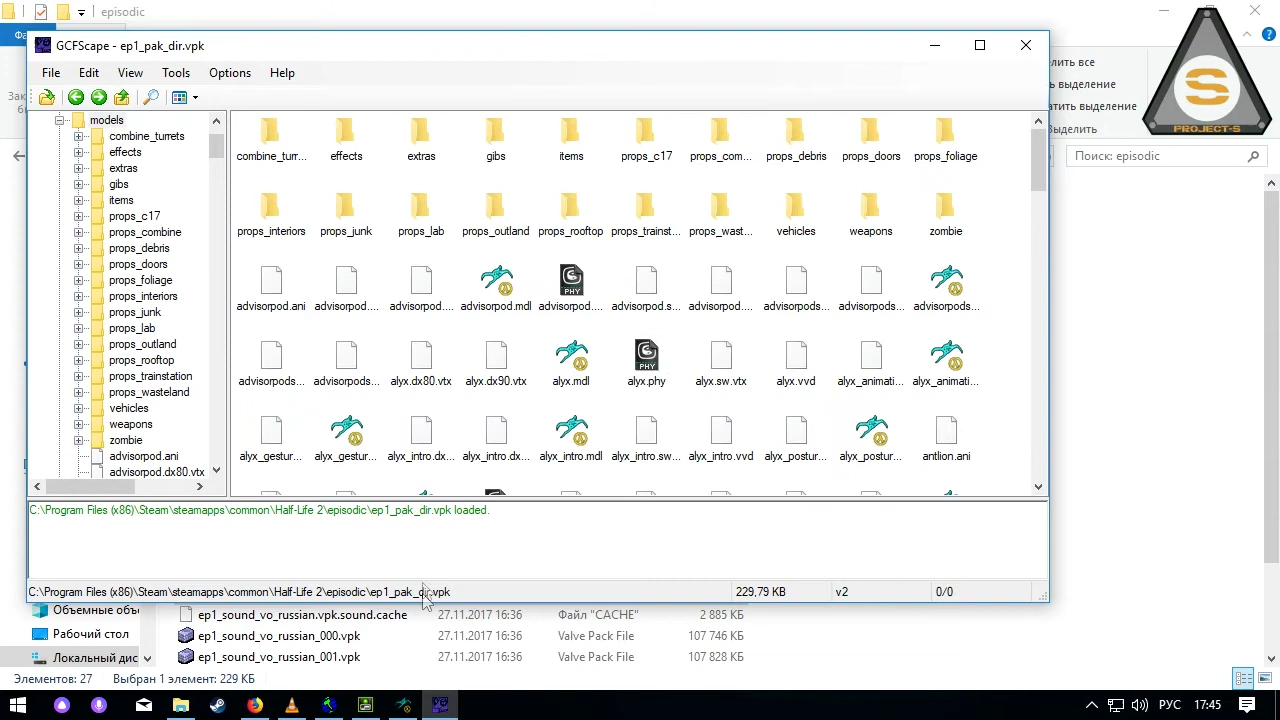 episodic
GCFScape - ep1_pak_dir.vpk
File Edit View Tools Options Help
models
combine_turrets
effects
extras
gibs
items
props_c17
props_combine
props_debris
props_doors
props_foliage
props_interiors
props_junk
props_lab
props_outland
props_rooftop
props_trainstation
props_wasteland
vehicles
weapons
zombie
advisorpod.ani
advisorpod.dx80.vtx
combine_turr... effects extras gibs items props_c17 props_com... props_debris props_doors props_foliage
props_interiors props_junk props_lab props_outland props_rooftop props_trainst... props_wast... vehicles weapons zombie
advisorpod.ani advisorpod.... advisorpod.... advisorpod.mdl advisorpod.... advisorpod.s... advisorpod.... advisorpods... advisorpods... advisorpods...
advisorpods... advisorpods... alyx.dx80.vtx alyx.dx90.vtx alyx.mdl alyx.phy alyx.sw.vtx alyx.vvd alyx_animati... alyx_animati...
alyx_gestur... alyx_gestur... alyx_intro.dx... alyx_intro.dx... alyx_intro.mdl alyx_intro.sw... alyx_intro.vvd alyx_postur... alyx_postur... antlion.ani
PHY
PHY
C:\Program Files (x86)\Steam\steamapps\common\Half-Life 2\episodic\ep1_pak_dir.vpk loaded.
C:\Program Files (x86)\Steam\steamapps\common\Half-Life 2\episodic\ep1_pak_dir.vpk 229,79 KB v2 0/0
S
PROJECT-S
Выделить
Поиск: episodic
Рабочий стол
Локальный дис
ep1_sound_vo_russian.vpk.sound.cache 27.11.2017 16:36 Файл "CACHE" 2 885 КБ
ep1_sound_vo_russian_000.vpk 27.11.2017 16:36 Valve Pack File 107 746 КБ
ep1_sound_vo_russian_001.vpk 27.11.2017 16:36 Valve Pack File 107 828 КБ
Элементов: 27 Выбран 1 элемент: 229 КБ
РУС 17:45